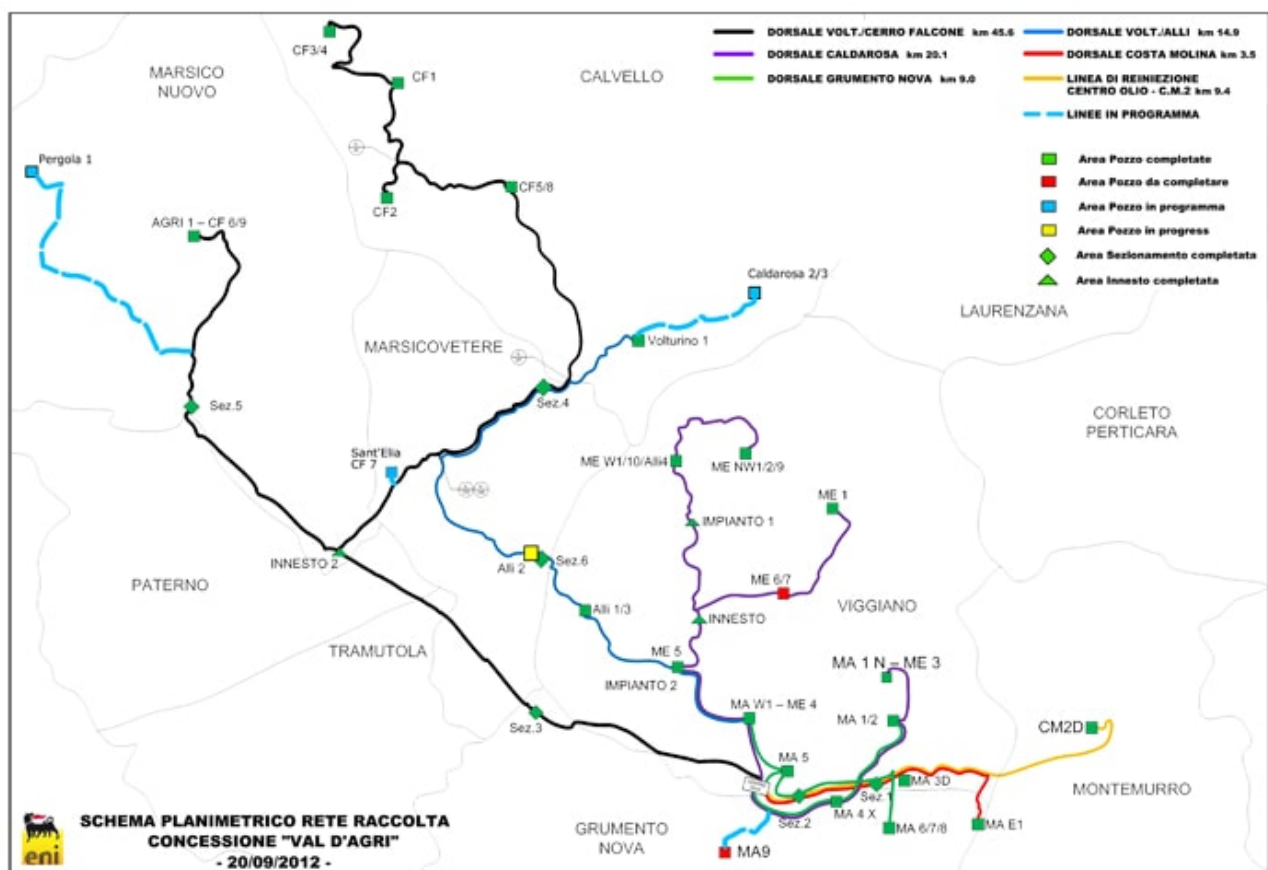 DORSALE VOLT./CERRO FALCONE km 45.6
DORSALE CALDAROSA km 20.1
DORSALE GRUMENTO NOVA km 9.0
DORSALE VOLT./ALLI km 14.9
DORSALE COSTA MOLINA km 3.5
LINEA DI REINIEZIONE
CENTRO OLIO - C.M.2 km 9.4
LINEE IN PROGRAMMA
Area Pozzo completate
Area Pozzo da completare
Area Pozzo in programma
Area Pozzo in progress
Area Sezionamento completata
Area Innesto completata
CF3/4
MARSICO
NUOVO
CF1
CALVELLO
Pergola 1
CF5/8
CF2
AGRI 1 – CF 6/9
Caldarosa 2/3
LAURENZANA
MARSICOVETERE
Volturino 1
Sez.4
Sez.5
CORLETO
PERTICARA
Sant'Elia
CF 7
ME W1/10/Alli4
ME NW1/2/9
ME 1
IMPIANTO 1
INNESTO 2
Alli 2
Sez.6
PATERNO
ME 6/7
Alli 1/3
INNESTO
VIGGIANO
TRAMUTOLA
ME 5
IMPIANTO 2
MA 1 N – ME 3
MA W1 – ME 4
MA 1/2
Sez.3
CM2D
MA 5
MA 3D
Sez.1
MONTEMURRO
MA 4 X
Sez.2
MA 6/7/8
MA E1
GRUMENTO
NOVA
MA9
SCHEMA PLANIMETRICO RETE RACCOLTA
CONCESSIONE "VAL D'AGRI"
- 20/09/2012 -
eni